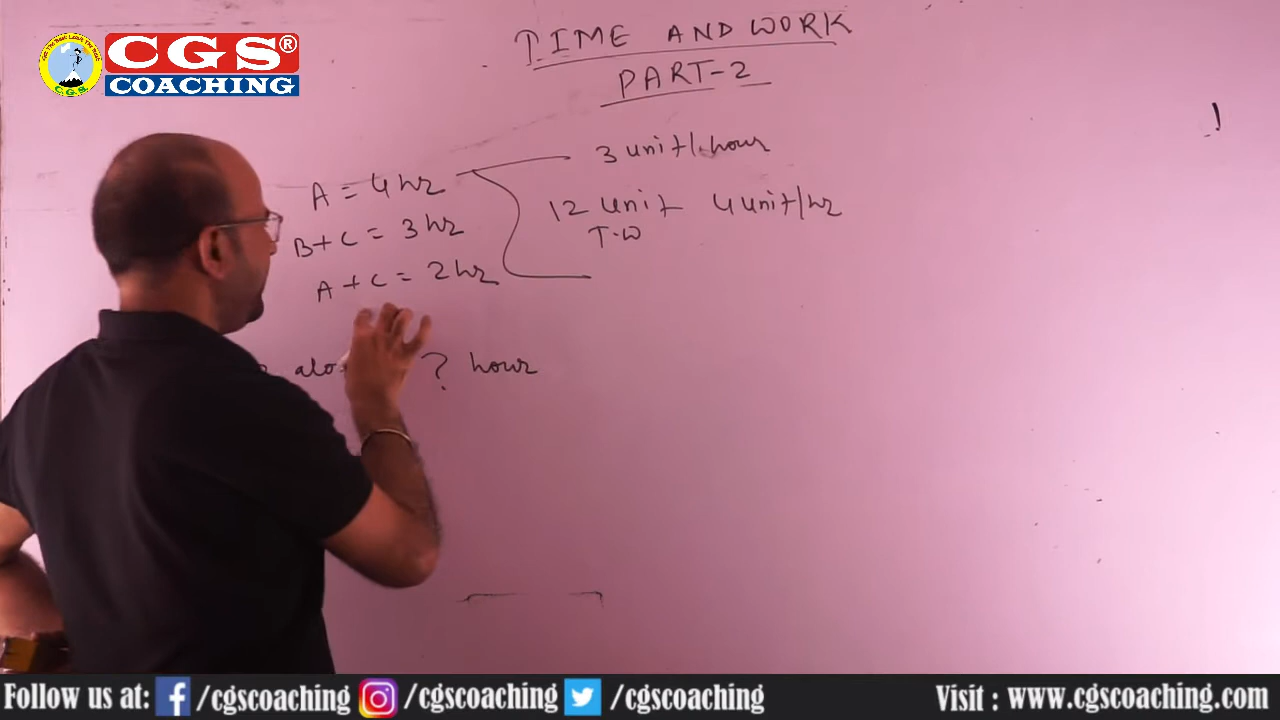 CGS®
COACHING
C.G.S.
TIME AND WORK
PART-2
A = 4 hr
B + C = 3 hr
A + C = 2 hr
3 unit/hour
12 unit 4 unit/hr
T.W
? hour
Follow us at: /cgscoaching /cgscoaching /cgscoaching Visit : www.cgscoaching.com